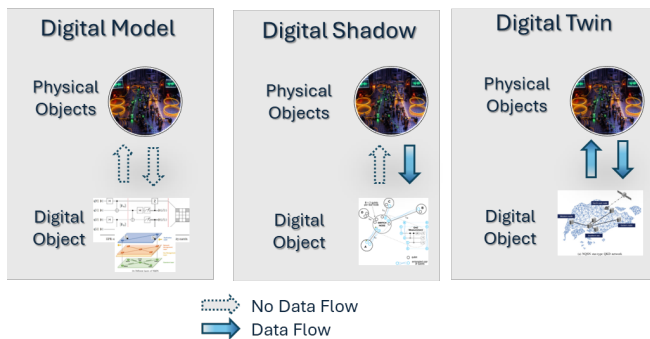 Digital Model
Physical
Objects
Digital
Object
Digital Shadow
Physical
Objects
Digital
Object
Digital Twin
Physical
Objects
Digital
Object
No Data Flow
Data Flow